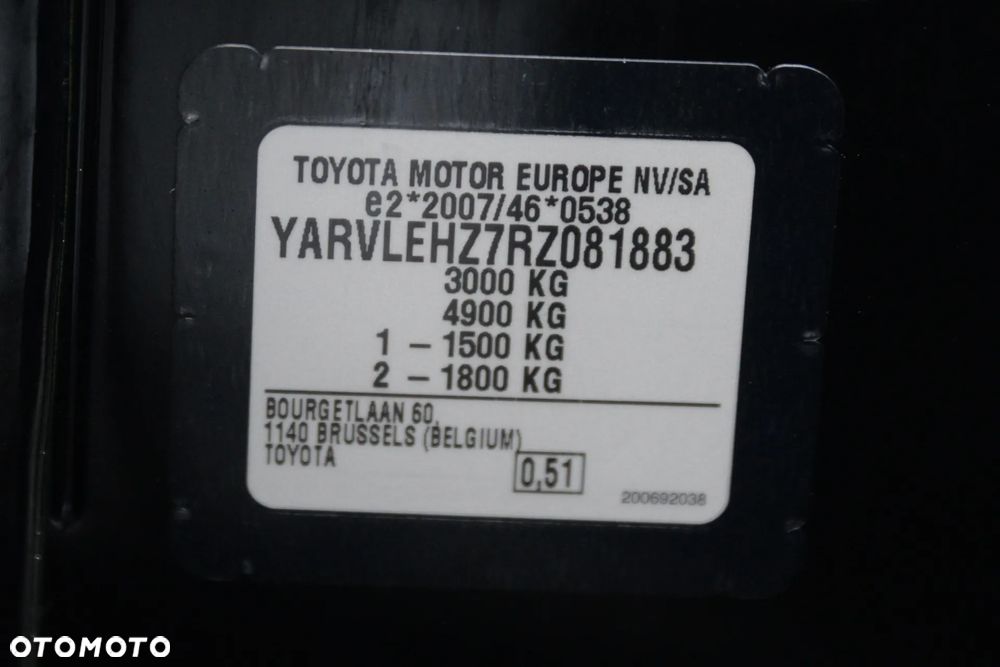 TOYOTA MOTOR EUROPE NV/SA
e2*2007/46*0538
YARVLEHZ7RZ081883
3000 KG
4900 KG
1 - 1500 KG
2 - 1800 KG
BOURGETLAAN 60,
1140 BRUSSELS (BELGIUM)
TOYOTA
0,51
200692038
OTOMOTO